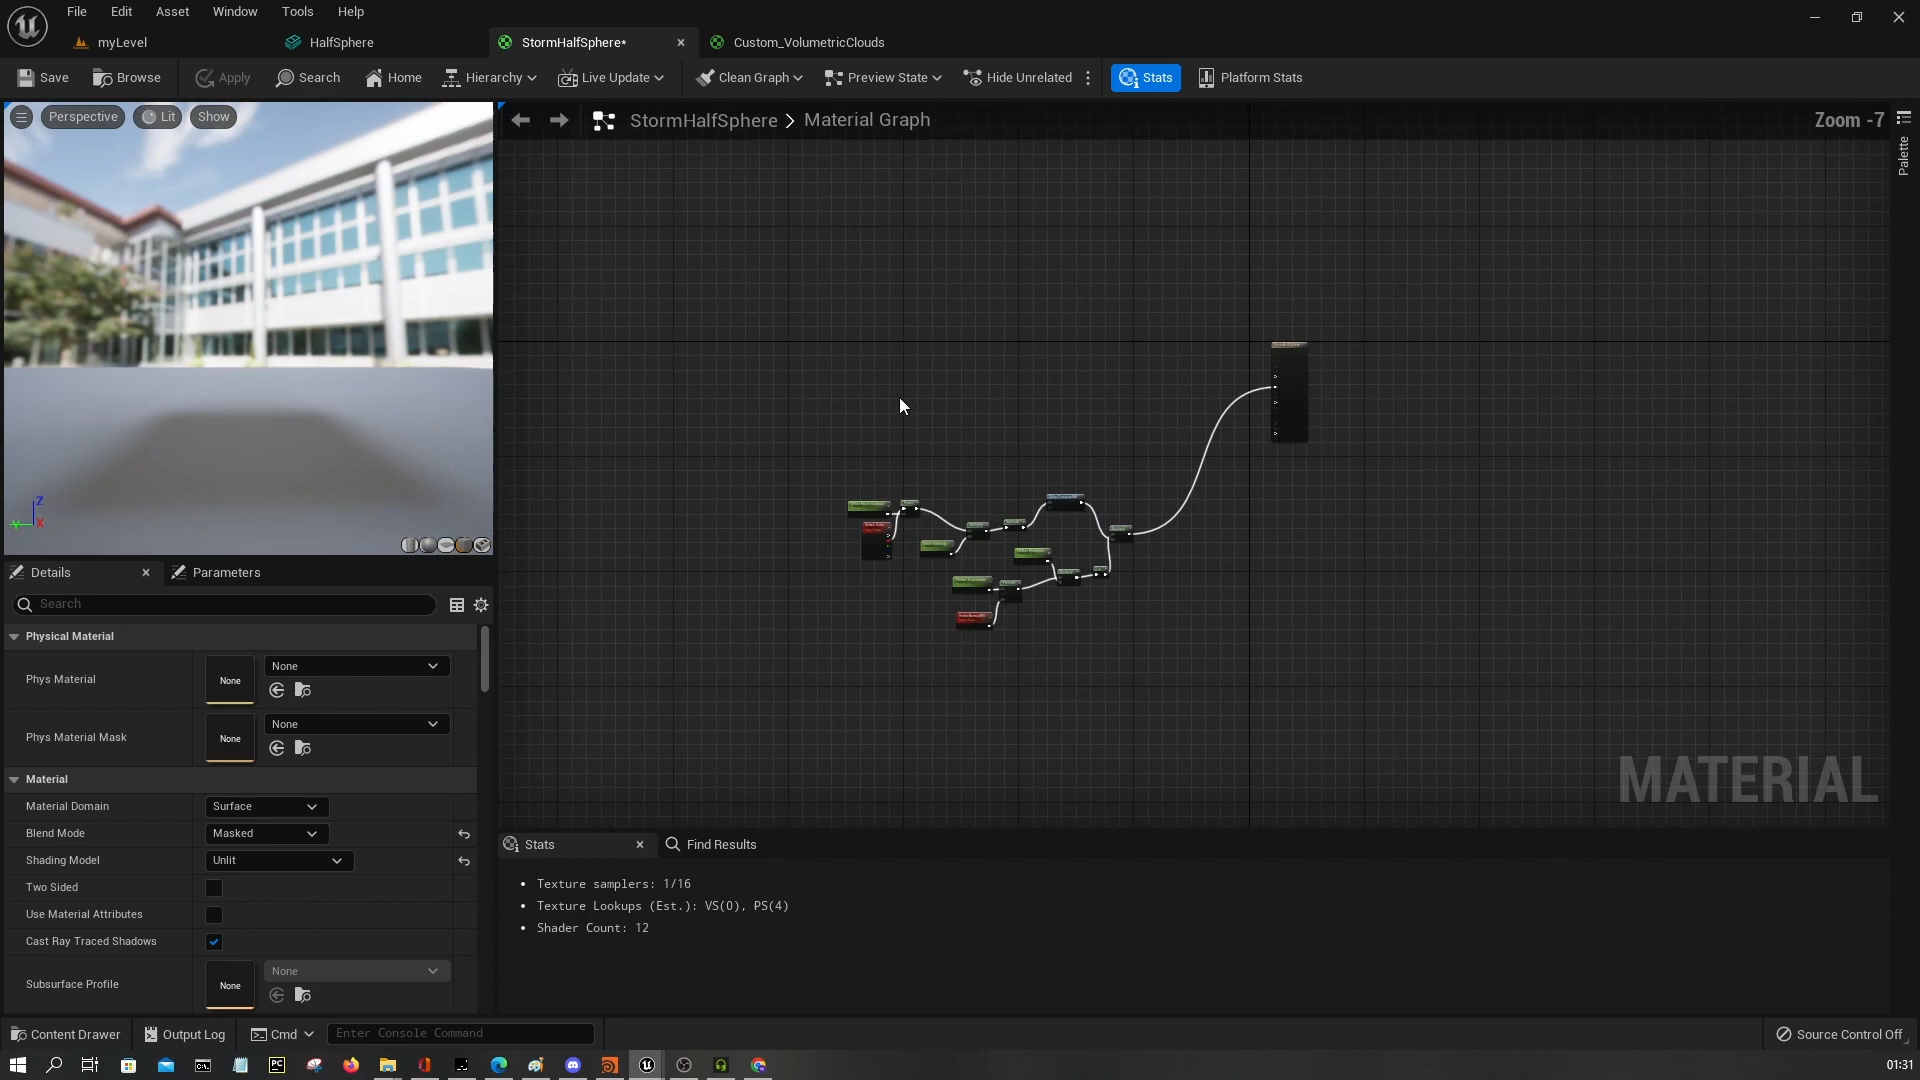 File Edit Asset Window Tools Help
myLevel HalfSphere StormHalfSphere* Custom_VolumetricClouds
Save Browse Apply Search Home Hierarchy Live Update Clean Graph Preview State Hide Unrelated Stats Platform Stats
Perspective Lit Show
StormHalfSphere > Material Graph
Zoom -7
Palette
Z
Y X
MATERIAL
Details Parameters
Search
Physical Material
Phys Material None None
Phys Material Mask None None
Material
Material Domain Surface
Blend Mode Masked
Shading Model Unlit
Two Sided
Use Material Attributes
Cast Ray Traced Shadows
Subsurface Profile None None
Stats Find Results
• Texture samplers: 1/16
• Texture Lookups (Est.): VS(0), PS(4)
• Shader Count: 12
Content Drawer Output Log Cmd Enter Console Command Source Control Off
01:31